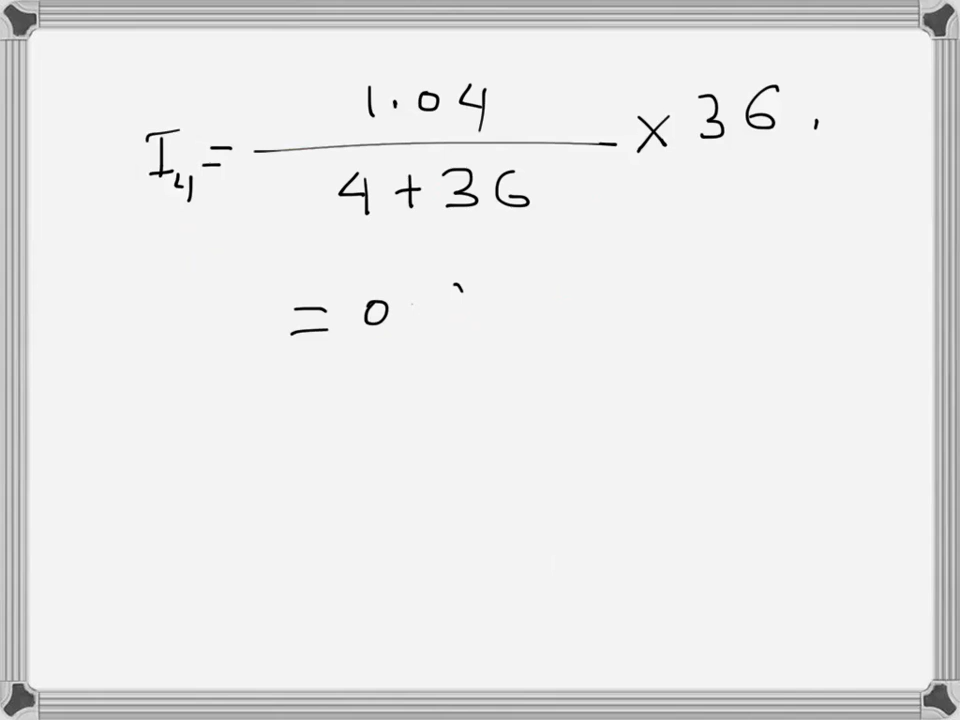 I₄ = 1.04 / 4 + 36 × 36 .
= 0